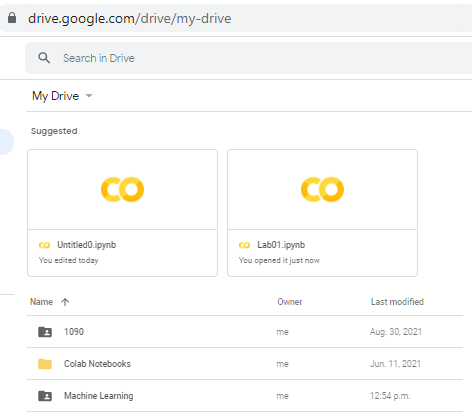 drive.google.com/drive/my-drive
Search in Drive
My Drive
Suggested
Untitled0.ipynb
You edited today
Lab01.ipynb
You opened it just now
Name Owner Last modified
1090 me Aug. 30, 2021
Colab Notebooks me Jun. 11, 2021
Machine Learning me 12:54 p.m.